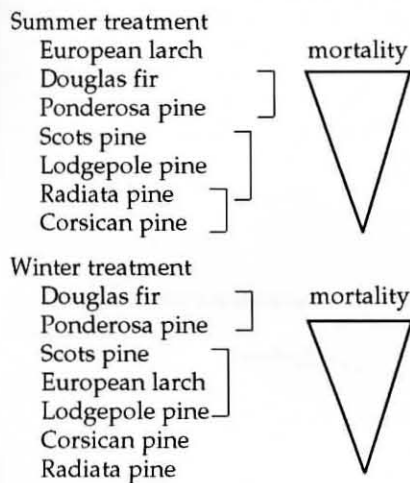 Summer treatment
European larch mortality
Douglas fir
Ponderosa pine
Scots pine
Lodgepole pine
Radiata pine
Corsican pine
Winter treatment
Douglas fir mortality
Ponderosa pine
Scots pine
European larch
Lodgepole pine
Corsican pine
Radiata pine